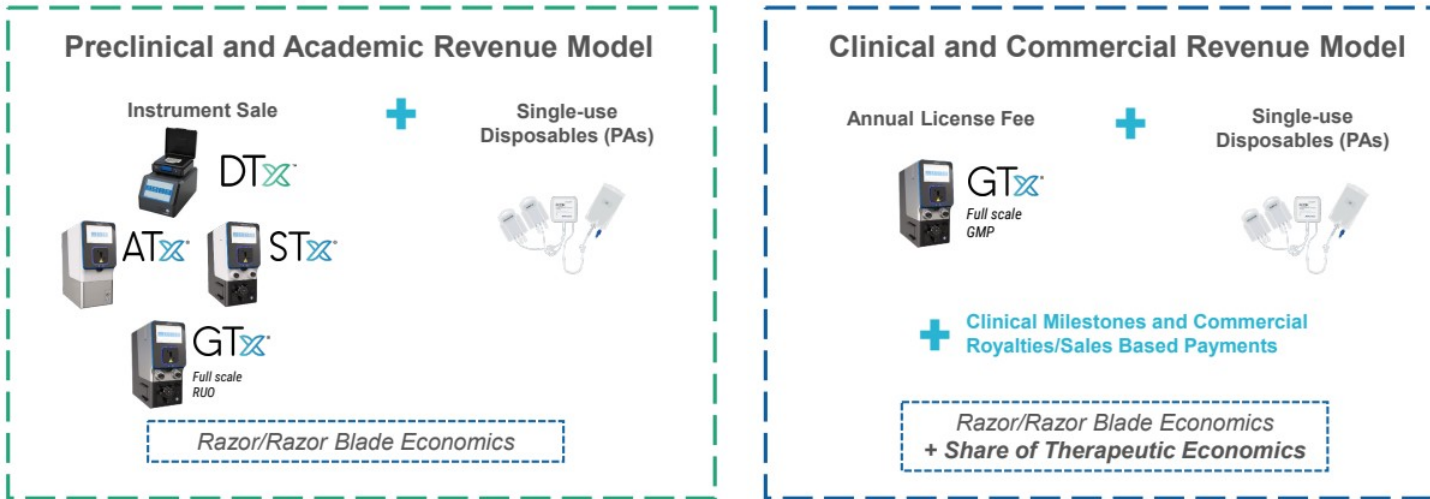 Preclinical and Academic Revenue Model
Instrument Sale
Single-use
Disposables (PAs)
DTx™
ATx®
STx®
GTx®
Full scale
RUO
Razor/Razor Blade Economics
Clinical and Commercial Revenue Model
Annual License Fee
Single-use
Disposables (PAs)
GTx®
Full scale
GMP
Clinical Milestones and Commercial
Royalties/Sales Based Payments
Razor/Razor Blade Economics
+ Share of Therapeutic Economics